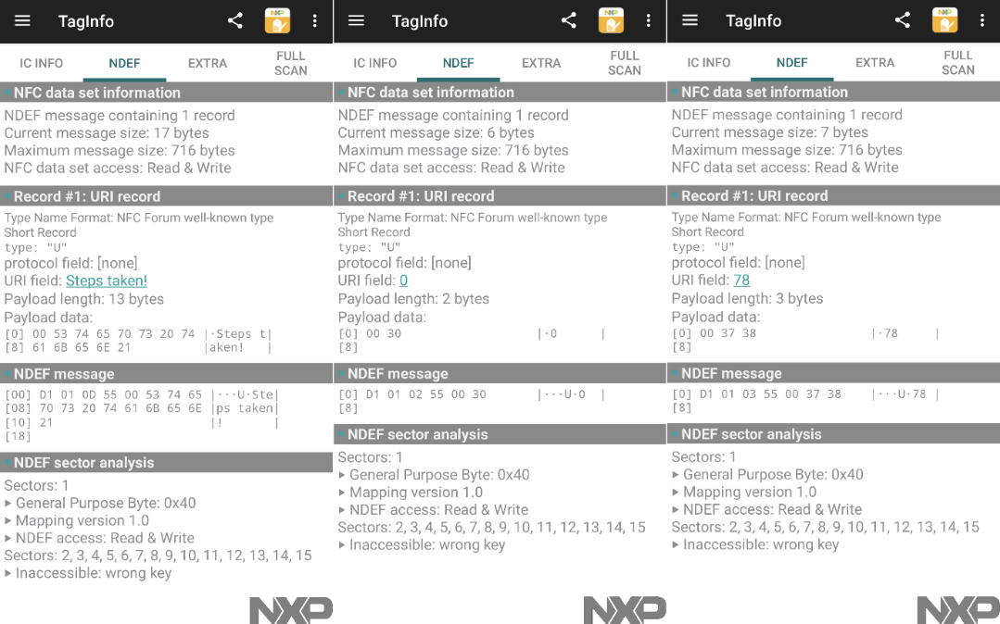 TagInfo
NXP
IC INFO NDEF EXTRA FULL SCAN
NFC data set information
NDEF message containing 1 record
Current message size: 17 bytes
Maximum message size: 716 bytes
NFC data set access: Read & Write
Record #1: URI record
Type Name Format: NFC Forum well-known type
Short Record
type: "U"
protocol field: [none]
URI field: Steps taken!
Payload length: 13 bytes
Payload data:
[0] 00 53 74 65 70 73 20 74 |·Steps t|
[8] 61 6B 65 6E 21 |aken! |
NDEF message
[00] D1 01 0D 55 00 53 74 65 |···U·Ste|
[08] 70 73 20 74 61 6B 65 6E |ps taken|
[10] 21 |! |
[18]
NDEF sector analysis
Sectors: 1
▸ General Purpose Byte: 0x40
▸ Mapping version 1.0
▸ NDEF access: Read & Write
Sectors: 2, 3, 4, 5, 6, 7, 8, 9, 10, 11, 12, 13, 14, 15
▸ Inaccessible: wrong key
NXP
TagInfo
NXP
IC INFO NDEF EXTRA FULL SCAN
NFC data set information
NDEF message containing 1 record
Current message size: 6 bytes
Maximum message size: 716 bytes
NFC data set access: Read & Write
Record #1: URI record
Type Name Format: NFC Forum well-known type
Short Record
type: "U"
protocol field: [none]
URI field: 0
Payload length: 2 bytes
Payload data:
[0] 00 30 |·0 |
[8]
NDEF message
[0] D1 01 02 55 00 30 |···U·0 |
[8]
NDEF sector analysis
Sectors: 1
▸ General Purpose Byte: 0x40
▸ Mapping version 1.0
▸ NDEF access: Read & Write
Sectors: 2, 3, 4, 5, 6, 7, 8, 9, 10, 11, 12, 13, 14, 15
▸ Inaccessible: wrong key
NXP
TagInfo
NXP
IC INFO NDEF EXTRA FULL SCAN
NFC data set information
NDEF message containing 1 record
Current message size: 7 bytes
Maximum message size: 716 bytes
NFC data set access: Read & Write
Record #1: URI record
Type Name Format: NFC Forum well-known type
Short Record
type: "U"
protocol field: [none]
URI field: 78
Payload length: 3 bytes
Payload data:
[0] 00 37 38 |·78 |
[8]
NDEF message
[0] D1 01 03 55 00 37 38 |···U·78 |
[8]
NDEF sector analysis
Sectors: 1
▸ General Purpose Byte: 0x40
▸ Mapping version 1.0
▸ NDEF access: Read & Write
Sectors: 2, 3, 4, 5, 6, 7, 8, 9, 10, 11, 12, 13, 14, 15
▸ Inaccessible: wrong key
NXP